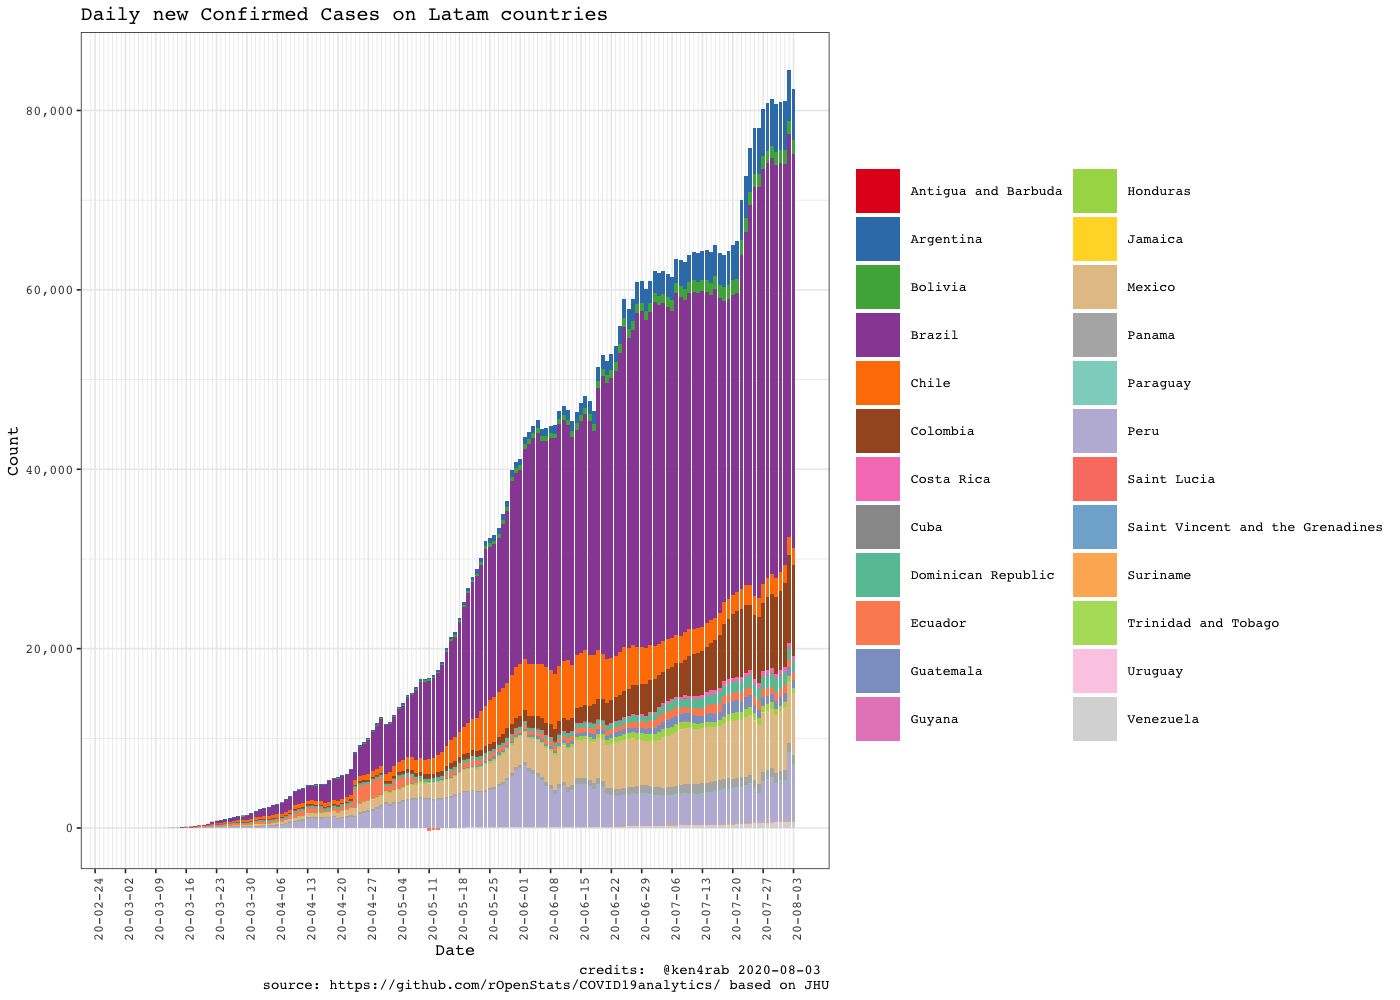 Daily new Confirmed Cases on Latam countries
Count
80,000
60,000
40,000
20,000
0
20-02-24
20-03-02
20-03-09
20-03-16
20-03-23
20-03-30
20-04-06
20-04-13
20-04-20
20-04-27
20-05-04
20-05-11
20-05-18
20-05-25
20-06-01
20-06-08
20-06-15
20-06-22
20-06-29
20-07-06
20-07-13
20-07-20
20-07-27
20-08-03
Date
Antigua and Barbuda
Argentina
Bolivia
Brazil
Chile
Colombia
Costa Rica
Cuba
Dominican Republic
Ecuador
Guatemala
Guyana
Honduras
Jamaica
Mexico
Panama
Paraguay
Peru
Saint Lucia
Saint Vincent and the Grenadines
Suriname
Trinidad and Tobago
Uruguay
Venezuela
credits:  @ken4rab 2020-08-03
source: https://github.com/rOpenStats/COVID19analytics/ based on JHU